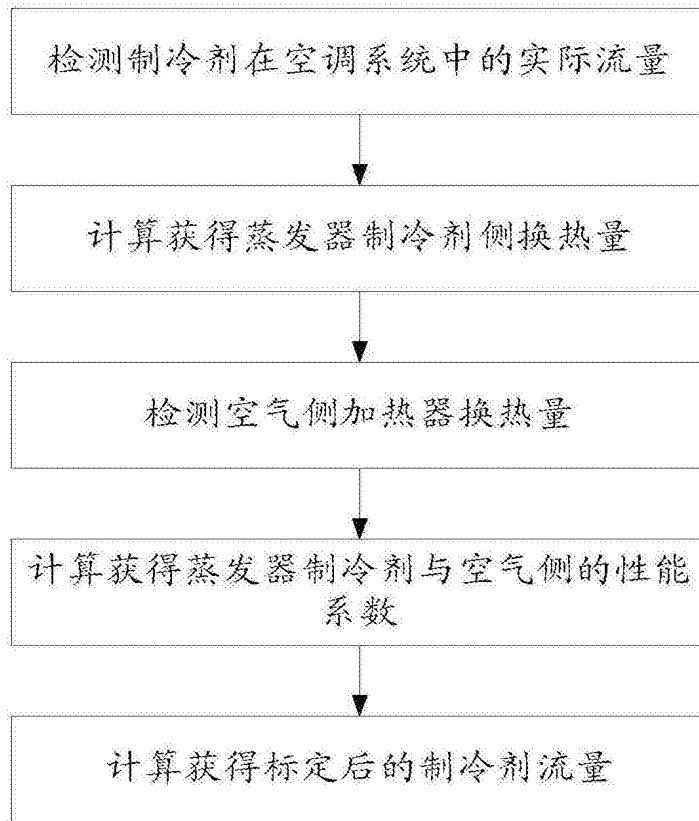 检测制冷剂在空调系统中的实际流量
计算获得蒸发器制冷剂侧换热量
检测空气侧加热器换热量
计算获得蒸发器制冷剂与空气侧的性能
系数
计算获得标定后的制冷剂流量